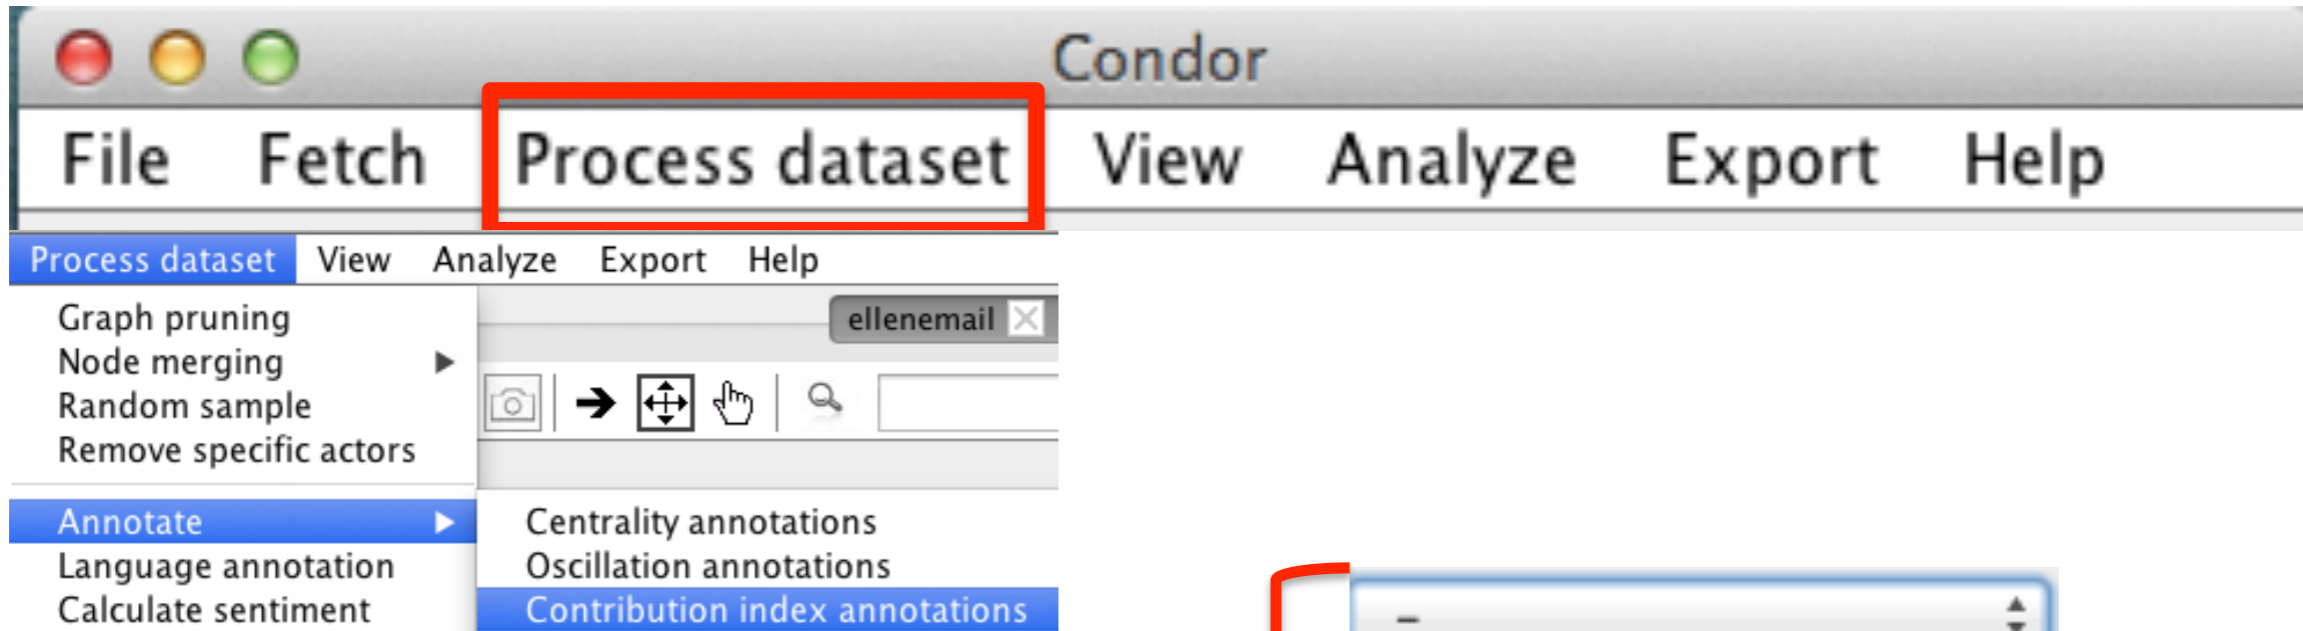 Condor
File Fetch Process dataset View Analyze Export Help
Process dataset View Analyze Export Help
ellenemail
Graph pruning
Node merging
Random sample
Remove specific actors
Annotate
Language annotation
Calculate sentiment
Centrality annotations
Oscillation annotations
Contribution index annotations